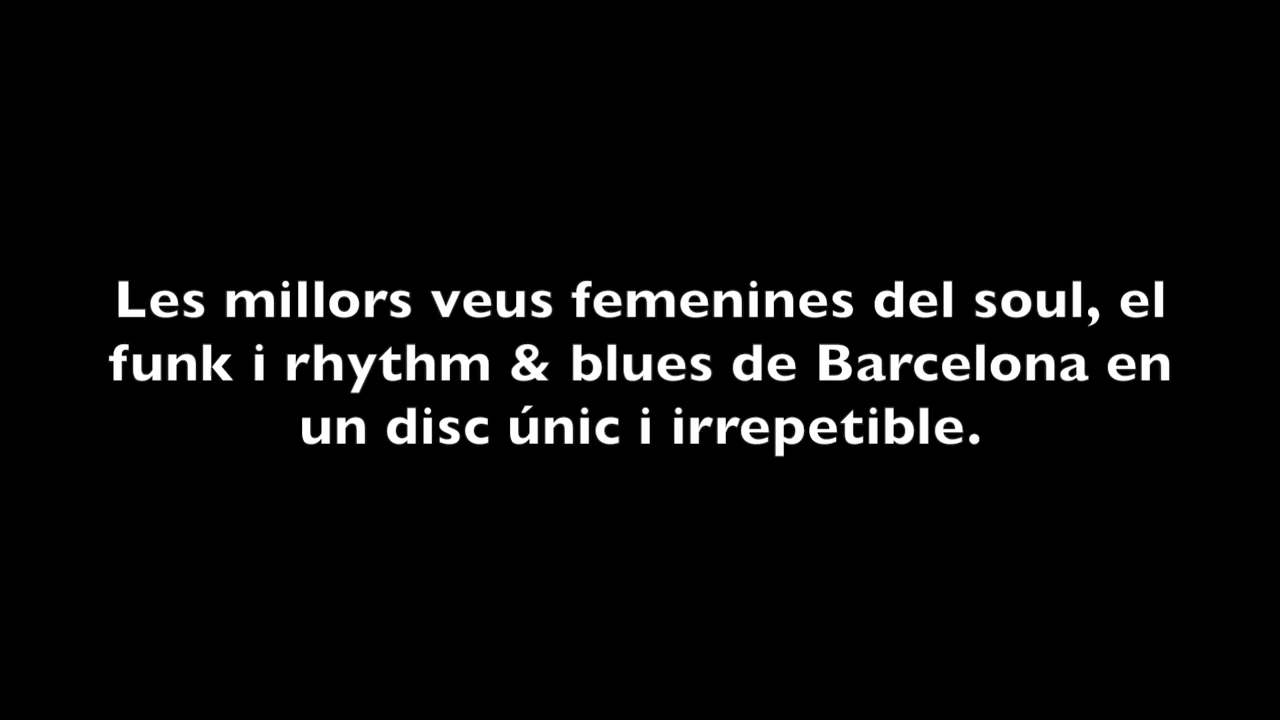 Les millors veus femenines del soul, el
funk i rhythm & blues de Barcelona en
un disc únic i irrepetible.